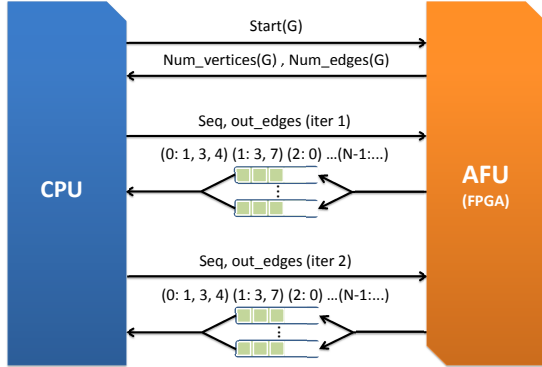 Start(G)
Num_vertices(G) , Num_edges(G)
Seq, out_edges (iter 1)
(0: 1, 3, 4) (1: 3, 7) (2: 0) ...(N-1:...)
CPU
AFU
(FPGA)
Seq, out_edges (iter 2)
(0: 1, 3, 4) (1: 3, 7) (2: 0) ...(N-1:...)